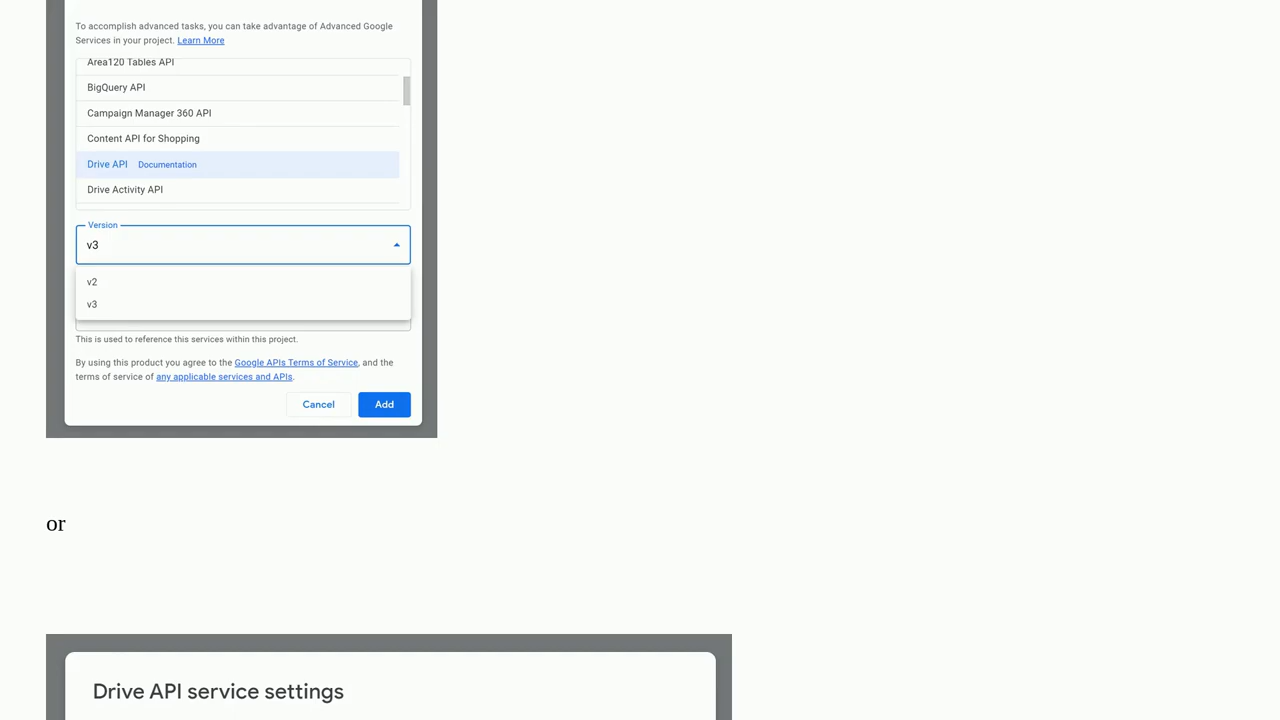 To accomplish advanced tasks, you can take advantage of Advanced Google
Services in your project. Learn More
Area120 Tables API
BigQuery API
Campaign Manager 360 API
Content API for Shopping
Drive API Documentation
Drive Activity API
Version
v3
v2
v3
This is used to reference this services within this project.
By using this product you agree to the Google APIs Terms of Service, and the
terms of service of any applicable services and APIs.
Cancel Add
or
Drive API service settings